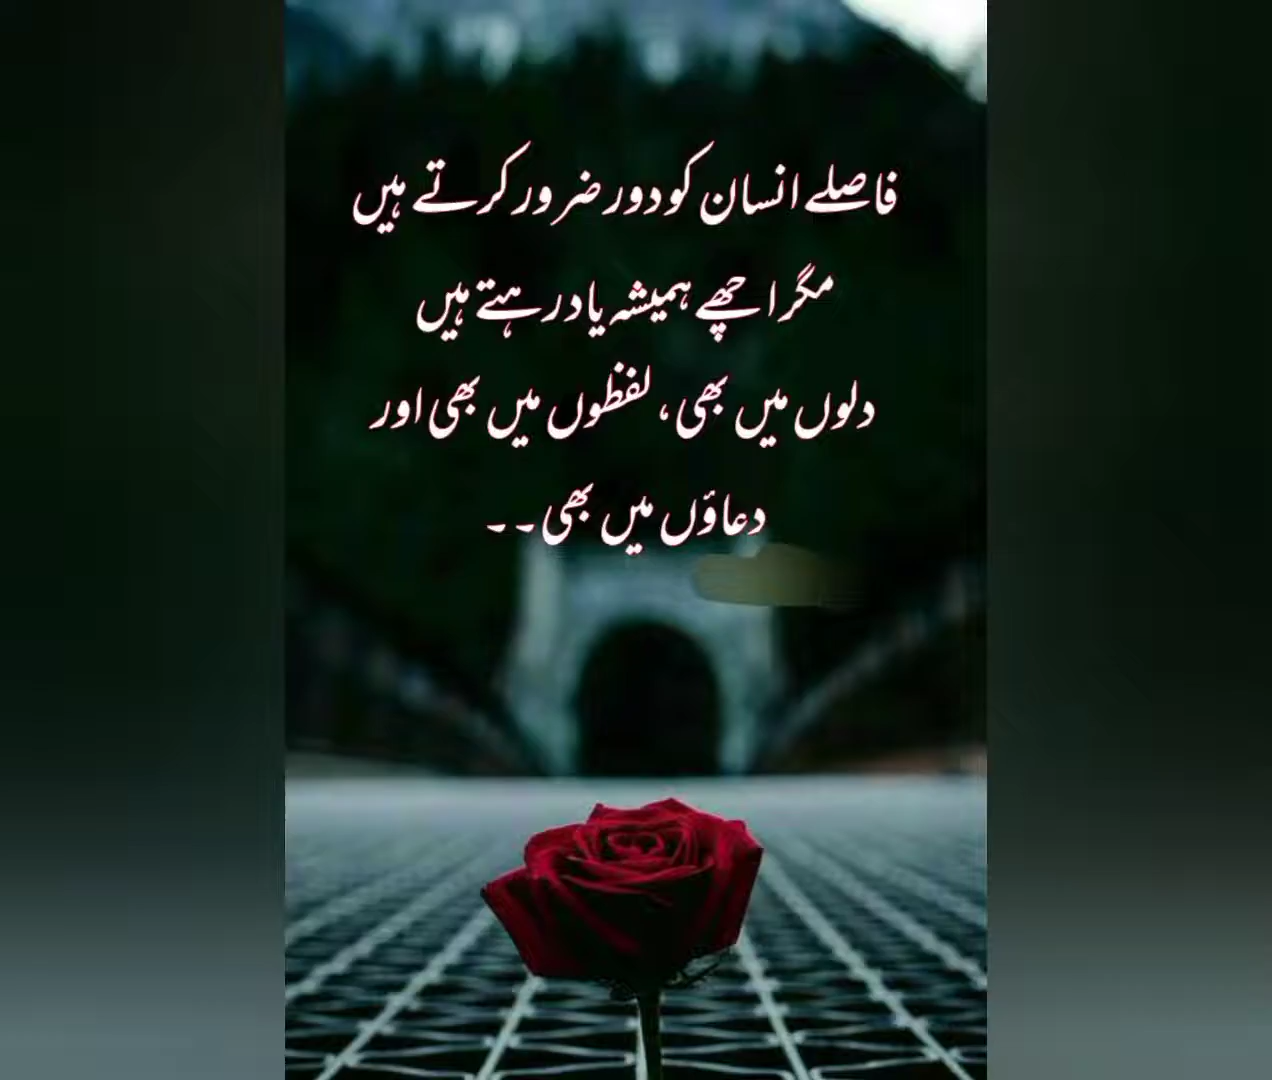 فاصلے انسان کو دور ضرور کرتے ہیں
مگر اچھے ہمیشہ یاد رہتے ہیں
دلوں میں بھی، لفظوں میں بھی اور
دعاؤں میں بھی۔۔